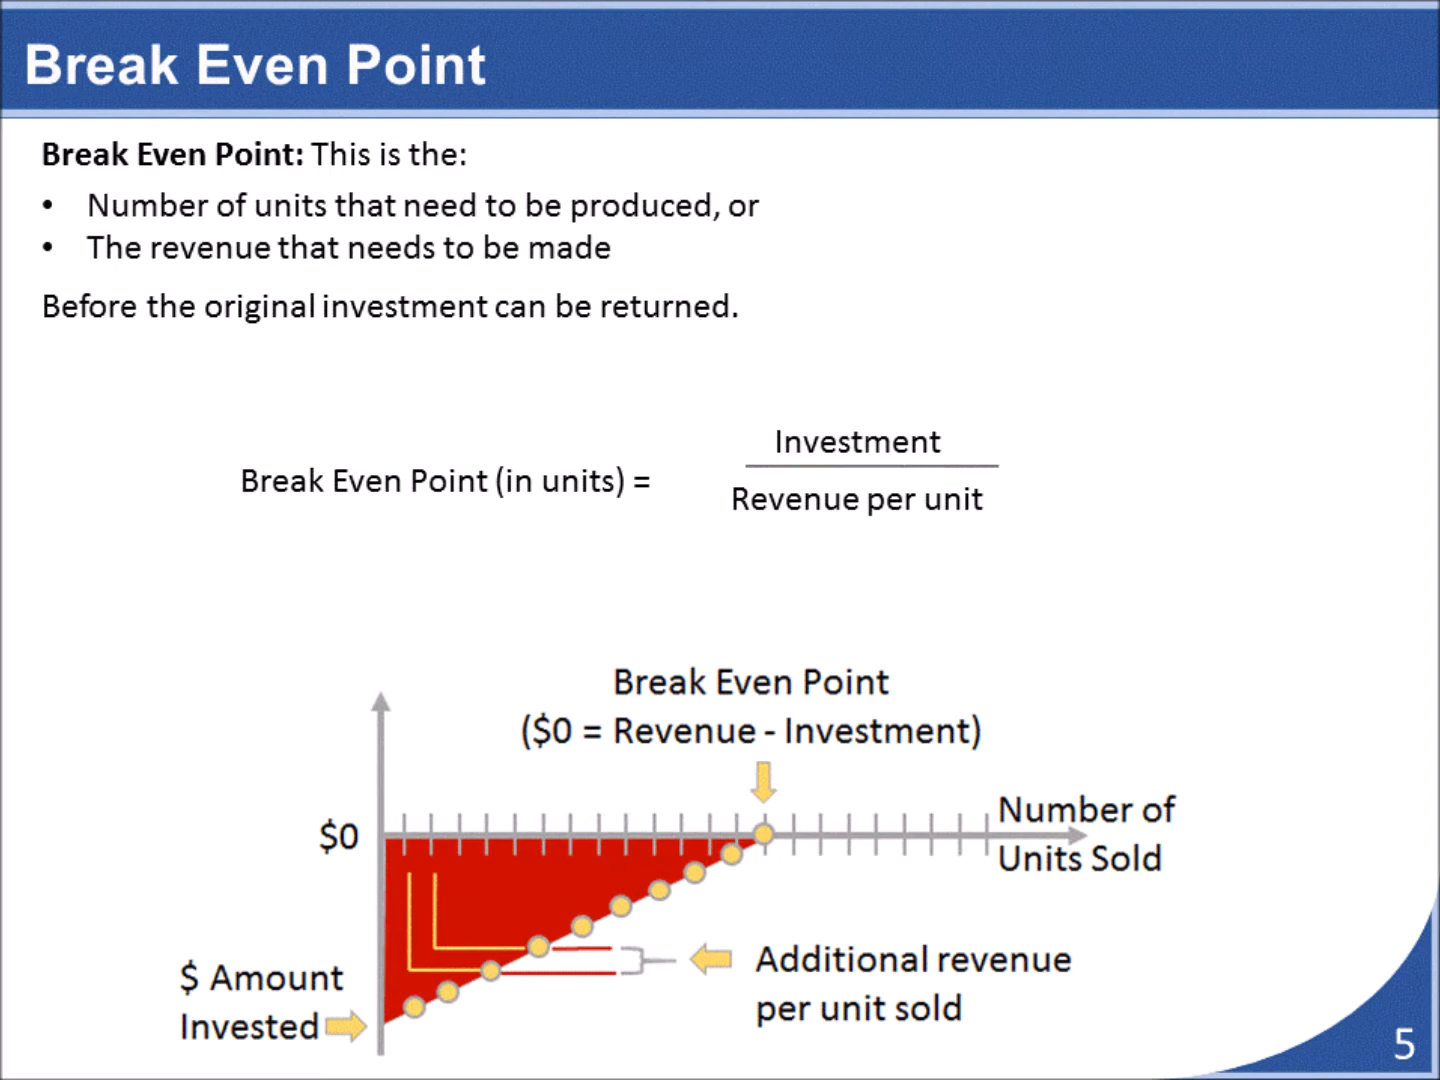 Break Even Point
Break Even Point: This is the:
• Number of units that need to be produced, or
• The revenue that needs to be made
Before the original investment can be returned.
Investment
Break Even Point (in units) =
Revenue per unit
Break Even Point
($0 = Revenue - Investment)
$0
Number of
Units Sold
Additional revenue
per unit sold
$ Amount
Invested
5